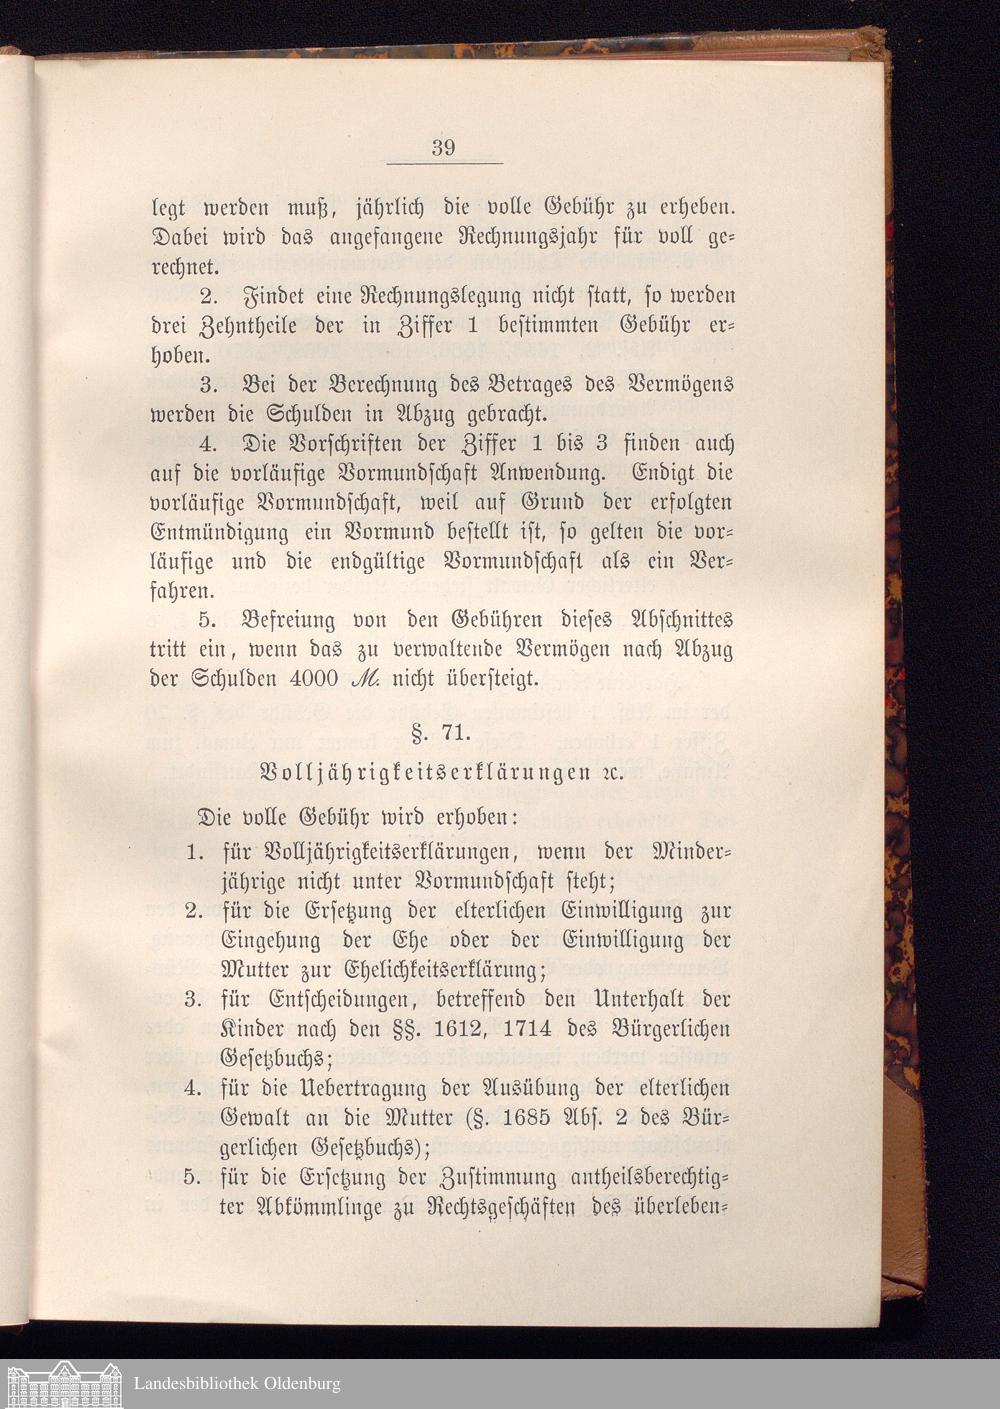 39
legt werden muß, jährlich die volle Gebühr zu erheben.
Dabei wird das angefangene Rechnungsjahr für voll ge-
rechnet.
2. Findet eine Rechnungslegung nicht statt, so werden
drei Zehntheile der in Ziffer 1 bestimmten Gebühr er-
hoben.
3. Bei der Berechnung des Betrages des Vermögens
werden die Schulden in Abzug gebracht.
4. Die Vorschriften der Ziffer 1 bis 3 finden auch
auf die vorläufige Vormundschaft Anwendung. Endigt die
vorläufige Vormundschaft, weil auf Grund der erfolgten
Entmündigung ein Vormund bestellt ist, so gelten die vor-
läufige und die endgültige Vormundschaft als ein Ver-
fahren.
5. Befreiung von den Gebühren dieses Abschnittes
tritt ein, wenn das zu verwaltende Vermögen nach Abzug
der Schulden 4000 M. nicht übersteigt.
§. 71.
Volljährigkeitserklärungen ꝛc.
Die volle Gebühr wird erhoben:
1. für Volljährigkeitserklärungen, wenn der Minder-
jährige nicht unter Vormundschaft steht;
2. für die Ersetzung der elterlichen Einwilligung zur
Eingehung der Ehe oder der Einwilligung der
Mutter zur Ehelichkeitserklärung;
3. für Entscheidungen, betreffend den Unterhalt der
Kinder nach den §§. 1612, 1714 des Bürgerlichen
Gesetzbuchs;
4. für die Uebertragung der Ausübung der elterlichen
Gewalt an die Mutter (§. 1685 Abs. 2 des Bür-
gerlichen Gesetzbuchs);
5. für die Ersetzung der Zustimmung antheilsberechtig-
ter Abkömmlinge zu Rechtsgeschäften des überleben-
Landesbibliothek Oldenburg